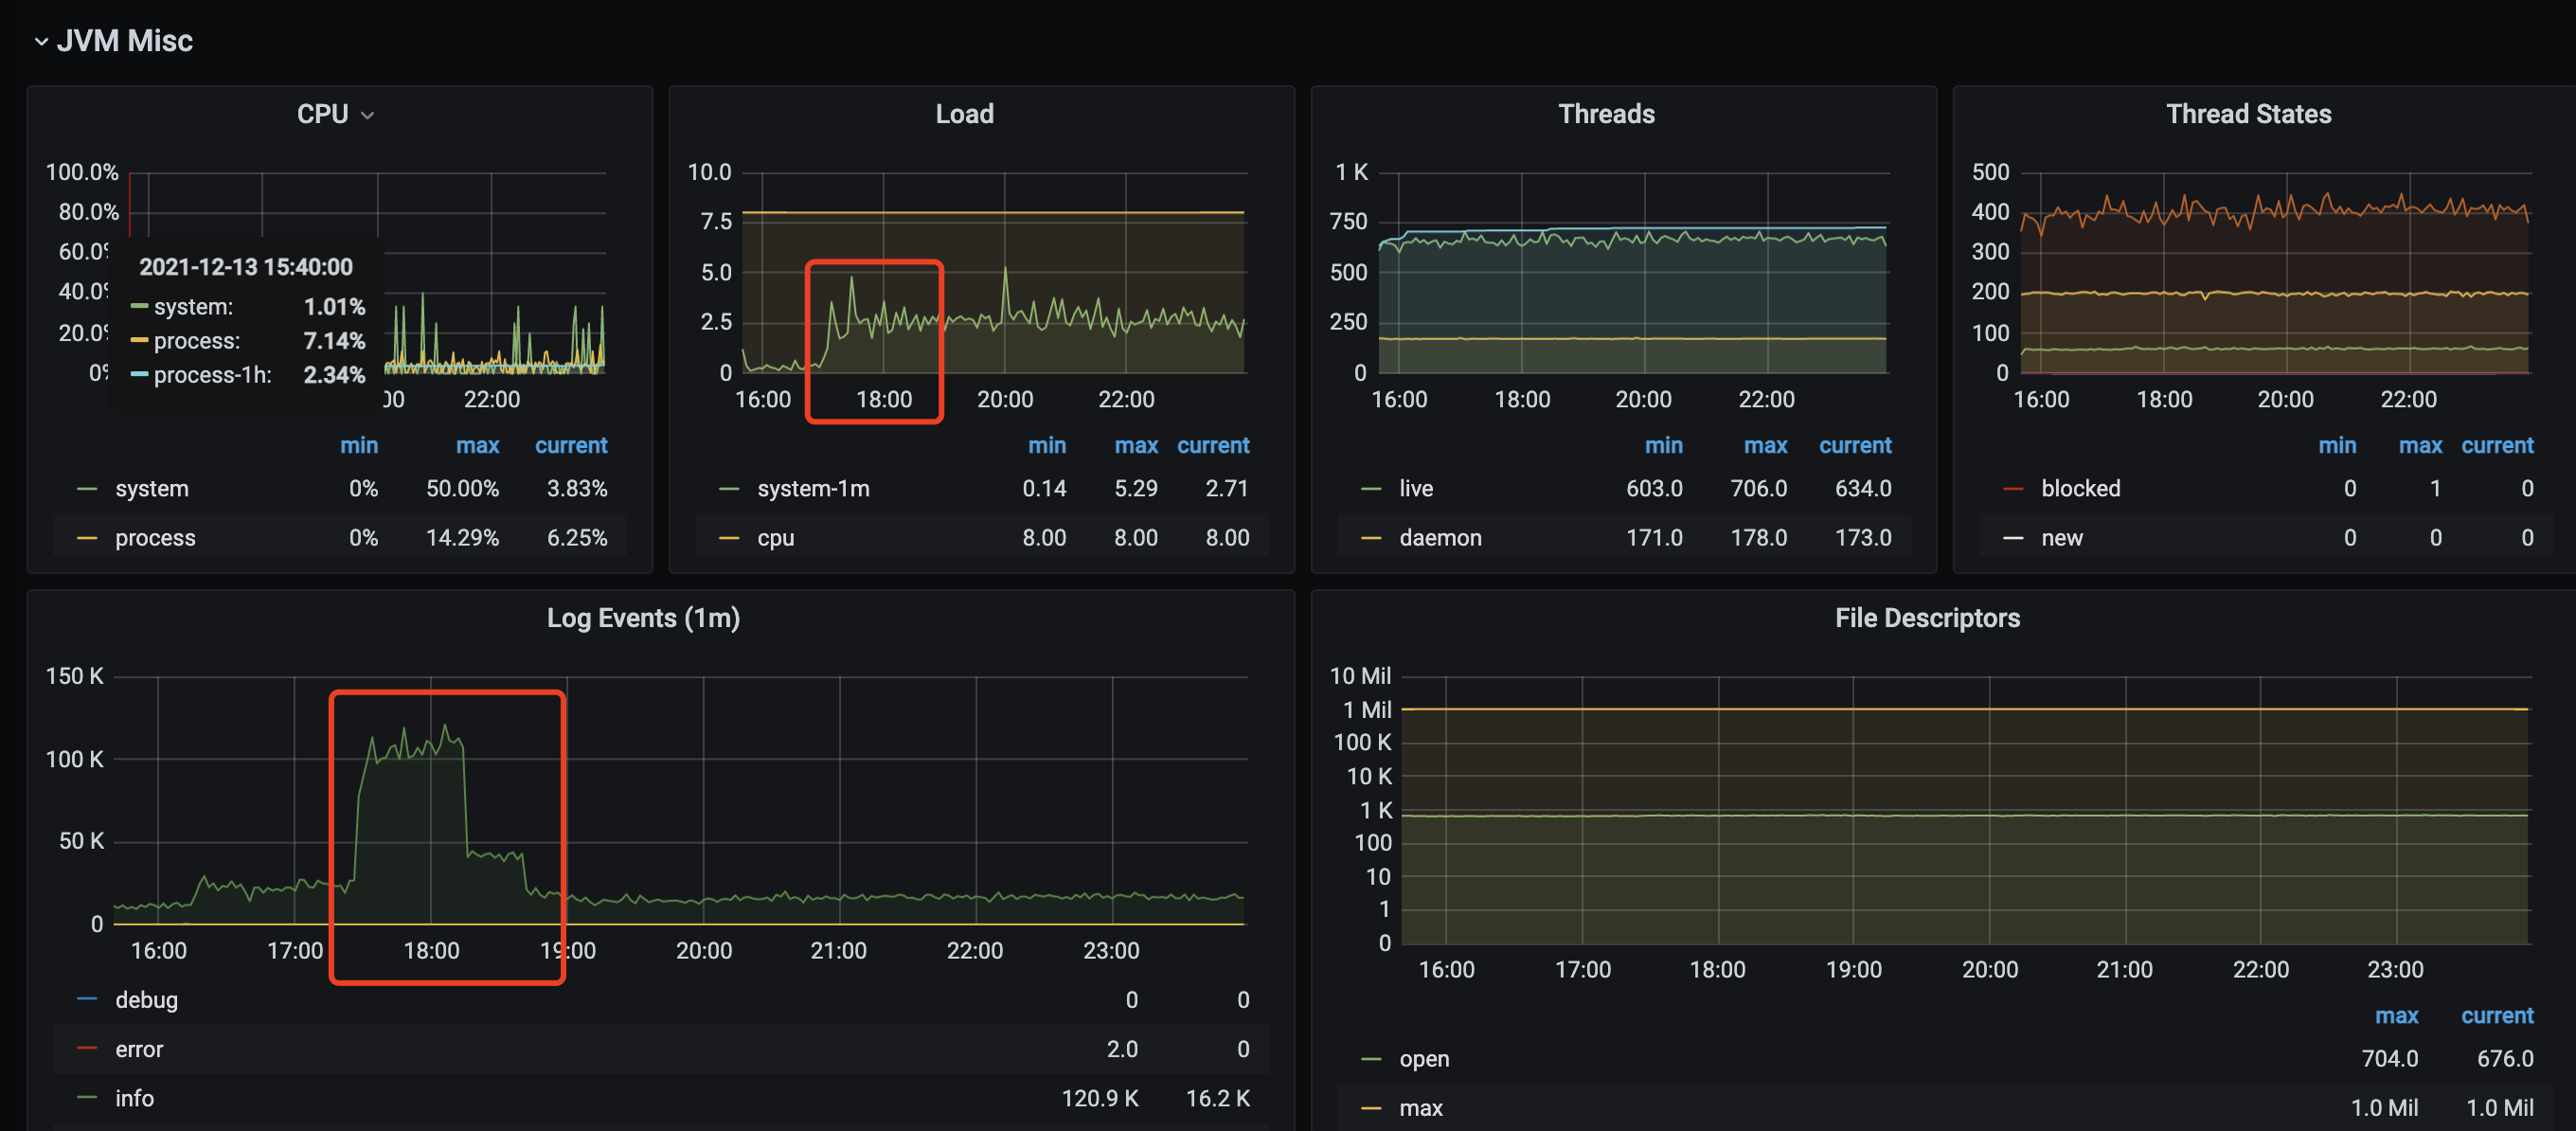 JVM Misc
CPU
100.0%
80.0%
60.0%
40.0%
20.0%
0%
2021-12-13 15:40:00
system: 1.01%
process: 7.14%
process-1h: 2.34%
00 22:00
min max current
system 0% 50.00% 3.83%
process 0% 14.29% 6.25%
Load
10.0
7.5
5.0
2.5
0
16:00 18:00 20:00 22:00
min max current
system-1m 0.14 5.29 2.71
cpu 8.00 8.00 8.00
Threads
1 K
750
500
250
0
16:00 18:00 20:00 22:00
min max current
live 603.0 706.0 634.0
daemon 171.0 178.0 173.0
Thread States
500
400
300
200
100
0
16:00 18:00 20:00 22:00
min max current
blocked 0 1 0
new 0 0 0
Log Events (1m)
150 K
100 K
50 K
0
16:00 17:00 18:00 19:00 20:00 21:00 22:00 23:00
debug 0 0
error 2.0 0
info 120.9 K 16.2 K
File Descriptors
10 Mil
1 Mil
100 K
10 K
1 K
100
10
1
0
16:00 17:00 18:00 19:00 20:00 21:00 22:00 23:00
max current
open 704.0 676.0
max 1.0 Mil 1.0 Mil